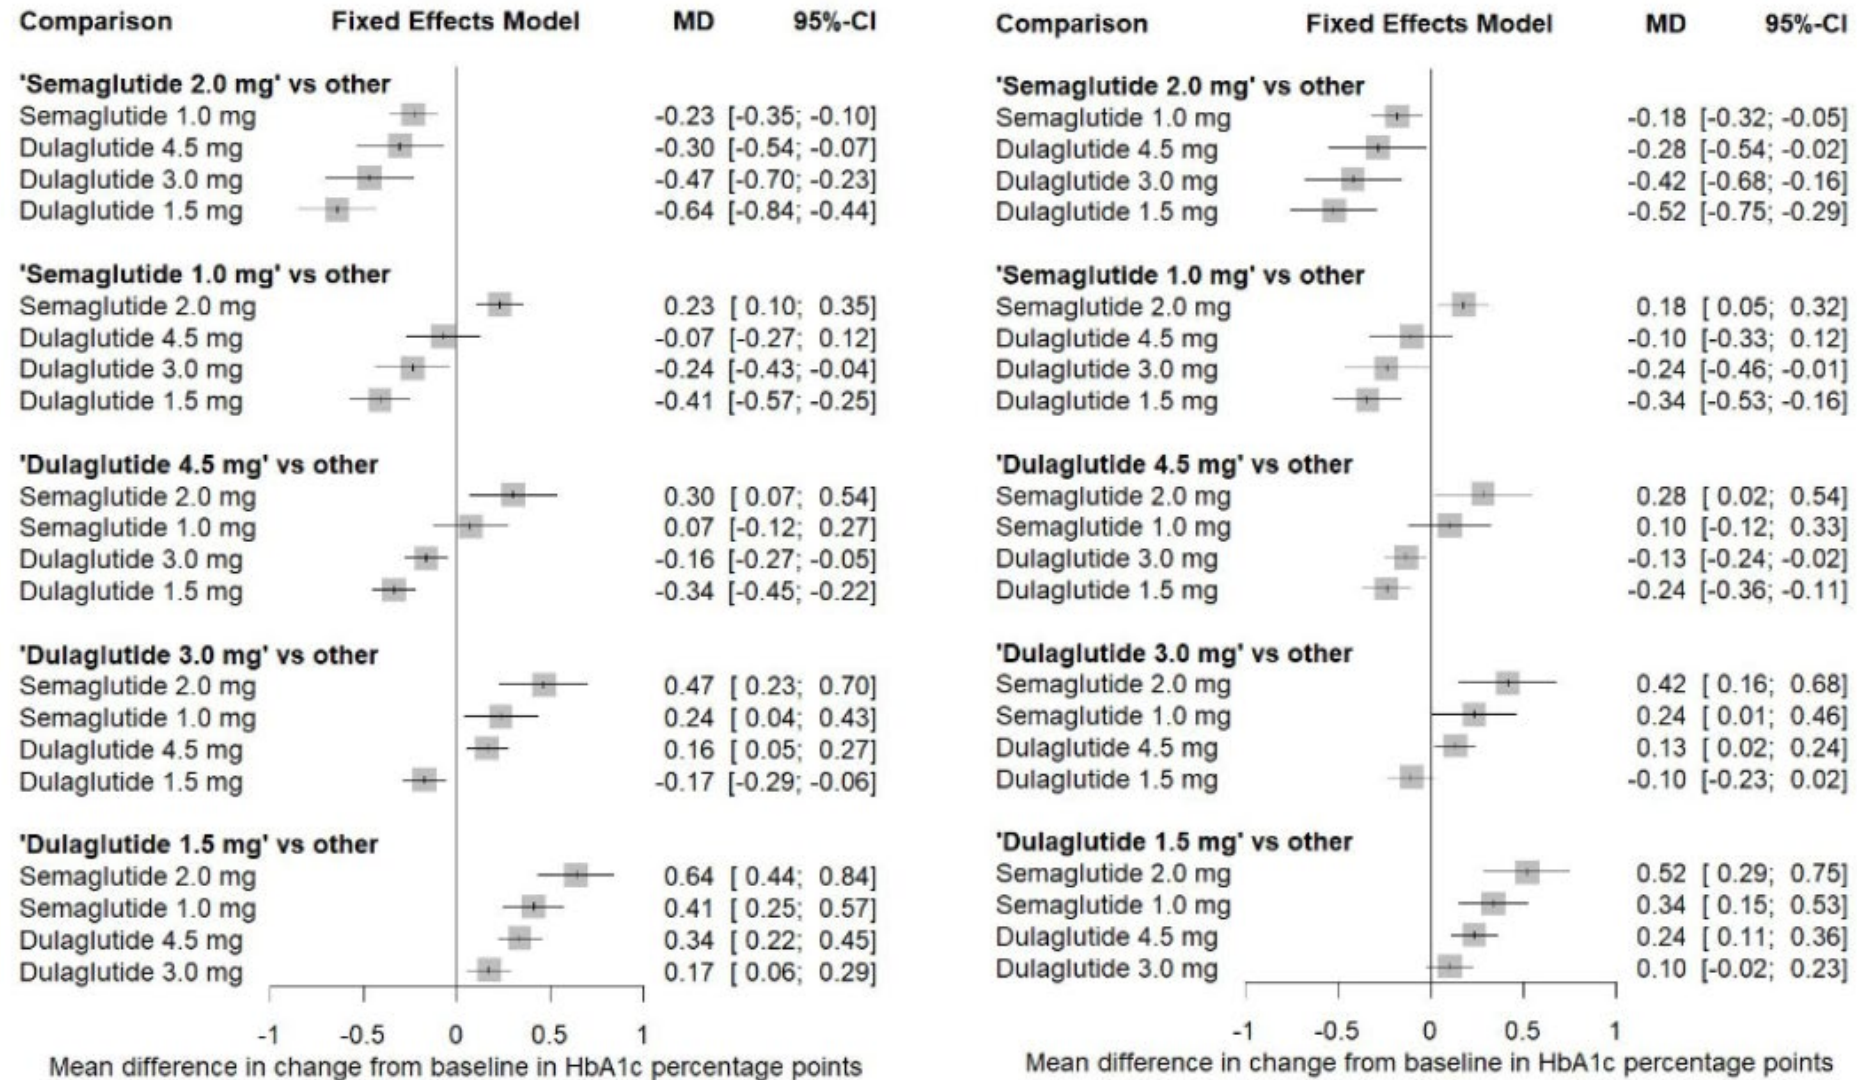 Comparison Fixed Effects Model MD 95%-CI
'Semaglutide 2.0 mg' vs other
Semaglutide 1.0 mg -0.23 [-0.35; -0.10]
Dulaglutide 4.5 mg -0.30 [-0.54; -0.07]
Dulaglutide 3.0 mg -0.47 [-0.70; -0.23]
Dulaglutide 1.5 mg -0.64 [-0.84; -0.44]
'Semaglutide 1.0 mg' vs other
Semaglutide 2.0 mg 0.23 [ 0.10; 0.35]
Dulaglutide 4.5 mg -0.07 [-0.27; 0.12]
Dulaglutide 3.0 mg -0.24 [-0.43; -0.04]
Dulaglutide 1.5 mg -0.41 [-0.57; -0.25]
'Dulaglutide 4.5 mg' vs other
Semaglutide 2.0 mg 0.30 [ 0.07; 0.54]
Semaglutide 1.0 mg 0.07 [-0.12; 0.27]
Dulaglutide 3.0 mg -0.16 [-0.27; -0.05]
Dulaglutide 1.5 mg -0.34 [-0.45; -0.22]
'Dulaglutide 3.0 mg' vs other
Semaglutide 2.0 mg 0.47 [ 0.23; 0.70]
Semaglutide 1.0 mg 0.24 [ 0.04; 0.43]
Dulaglutide 4.5 mg 0.16 [ 0.05; 0.27]
Dulaglutide 1.5 mg -0.17 [-0.29; -0.06]
'Dulaglutide 1.5 mg' vs other
Semaglutide 2.0 mg 0.64 [ 0.44; 0.84]
Semaglutide 1.0 mg 0.41 [ 0.25; 0.57]
Dulaglutide 4.5 mg 0.34 [ 0.22; 0.45]
Dulaglutide 3.0 mg 0.17 [ 0.06; 0.29]
-1 -0.5 0 0.5 1
Mean difference in change from baseline in HbA1c percentage points
Comparison Fixed Effects Model MD 95%-CI
'Semaglutide 2.0 mg' vs other
Semaglutide 1.0 mg -0.18 [-0.32; -0.05]
Dulaglutide 4.5 mg -0.28 [-0.54; -0.02]
Dulaglutide 3.0 mg -0.42 [-0.68; -0.16]
Dulaglutide 1.5 mg -0.52 [-0.75; -0.29]
'Semaglutide 1.0 mg' vs other
Semaglutide 2.0 mg 0.18 [ 0.05; 0.32]
Dulaglutide 4.5 mg -0.10 [-0.33; 0.12]
Dulaglutide 3.0 mg -0.24 [-0.46; -0.01]
Dulaglutide 1.5 mg -0.34 [-0.53; -0.16]
'Dulaglutide 4.5 mg' vs other
Semaglutide 2.0 mg 0.28 [ 0.02; 0.54]
Semaglutide 1.0 mg 0.10 [-0.12; 0.33]
Dulaglutide 3.0 mg -0.13 [-0.24; -0.02]
Dulaglutide 1.5 mg -0.24 [-0.36; -0.11]
'Dulaglutide 3.0 mg' vs other
Semaglutide 2.0 mg 0.42 [ 0.16; 0.68]
Semaglutide 1.0 mg 0.24 [ 0.01; 0.46]
Dulaglutide 4.5 mg 0.13 [ 0.02; 0.24]
Dulaglutide 1.5 mg -0.10 [-0.23; 0.02]
'Dulaglutide 1.5 mg' vs other
Semaglutide 2.0 mg 0.52 [ 0.29; 0.75]
Semaglutide 1.0 mg 0.34 [ 0.15; 0.53]
Dulaglutide 4.5 mg 0.24 [ 0.11; 0.36]
Dulaglutide 3.0 mg 0.10 [-0.02; 0.23]
-1 -0.5 0 0.5 1
Mean difference in change from baseline in HbA1c percentage points